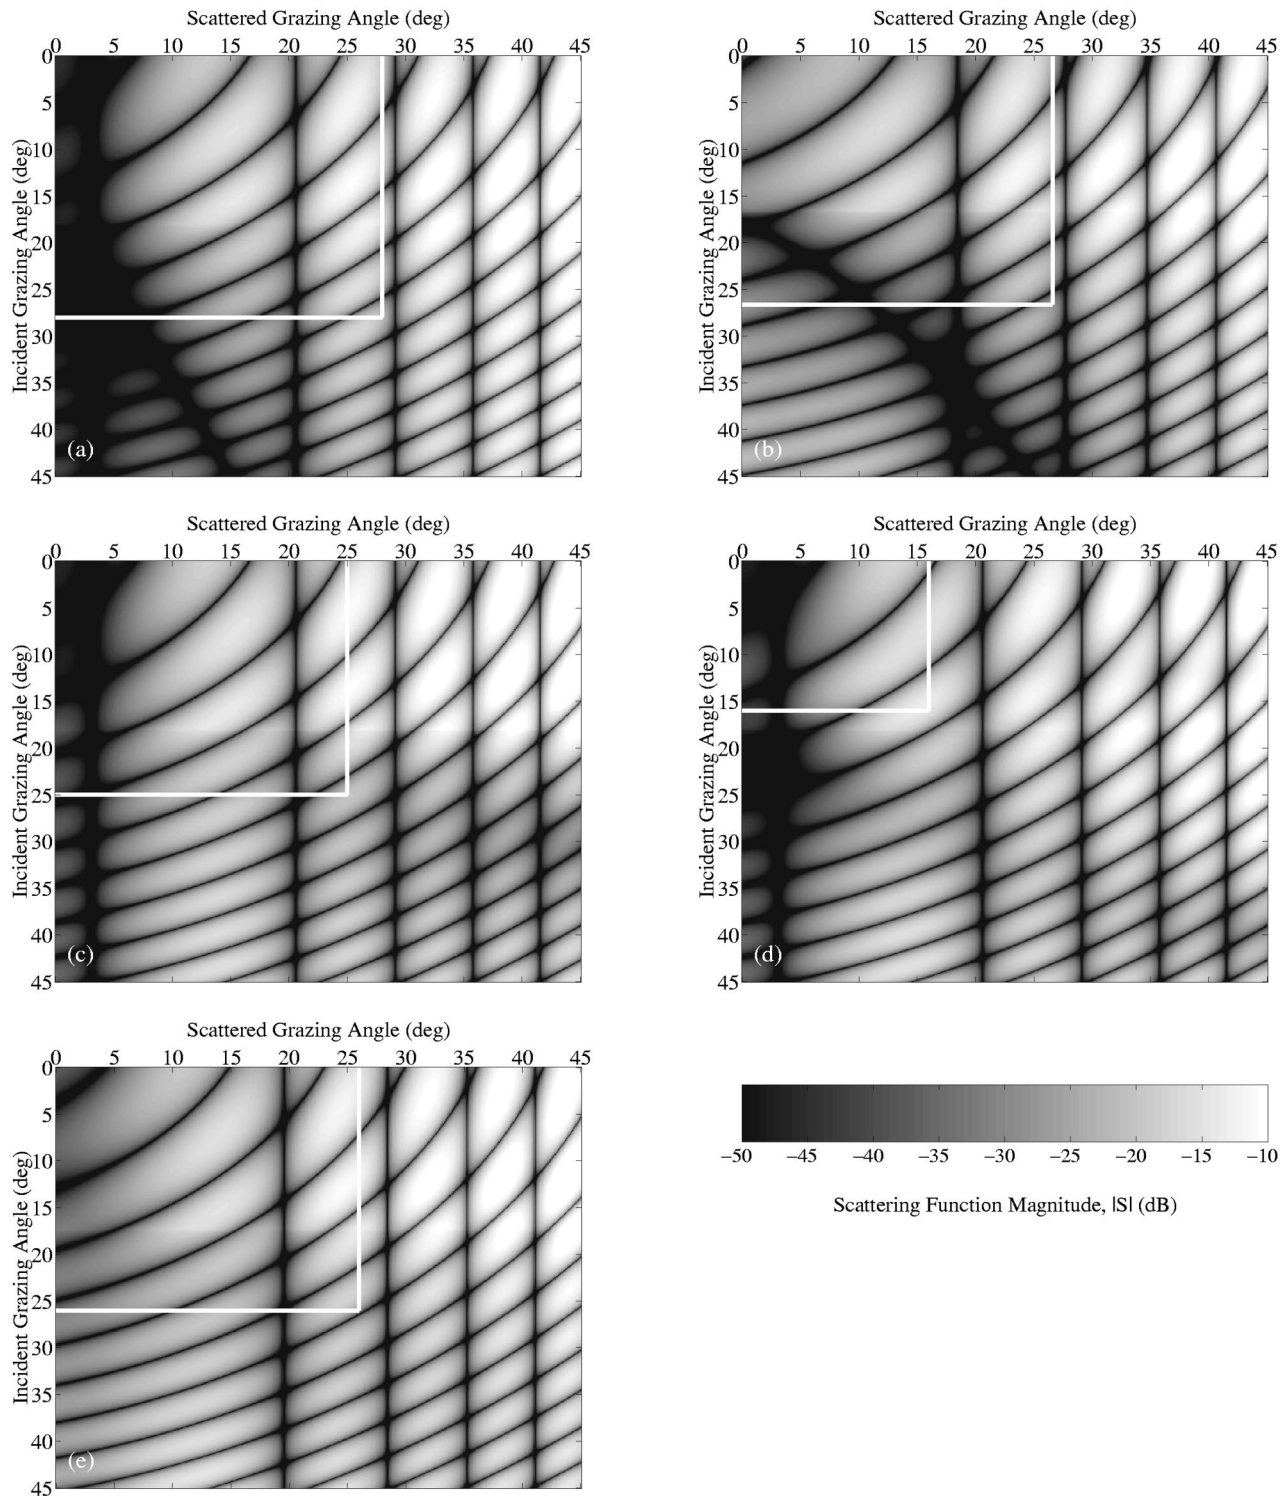 Scattered Grazing Angle (deg)
0 5 10 15 20 25 30 35 40 45
Incident Grazing Angle (deg)
0
5
10
15
20
25
30
35
40
45
(a)
Scattered Grazing Angle (deg)
0 5 10 15 20 25 30 35 40 45
Incident Grazing Angle (deg)
0
5
10
15
20
25
30
35
40
45
(b)
Scattered Grazing Angle (deg)
0 5 10 15 20 25 30 35 40 45
Incident Grazing Angle (deg)
0
5
10
15
20
25
30
35
40
45
(c)
Scattered Grazing Angle (deg)
0 5 10 15 20 25 30 35 40 45
Incident Grazing Angle (deg)
0
5
10
15
20
25
30
35
40
45
(d)
Scattered Grazing Angle (deg)
0 5 10 15 20 25 30 35 40 45
Incident Grazing Angle (deg)
0
5
10
15
20
25
30
35
40
45
(e)
−50 −45 −40 −35 −30 −25 −20 −15 −10
Scattering Function Magnitude, |S| (dB)